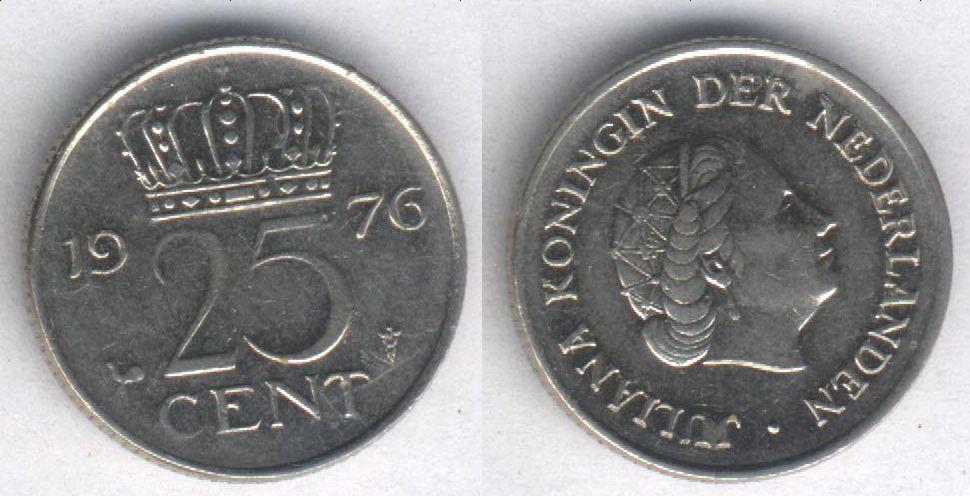 19 76
25
CENT
JULIANA KONINGIN DER NEDERLANDEN ·